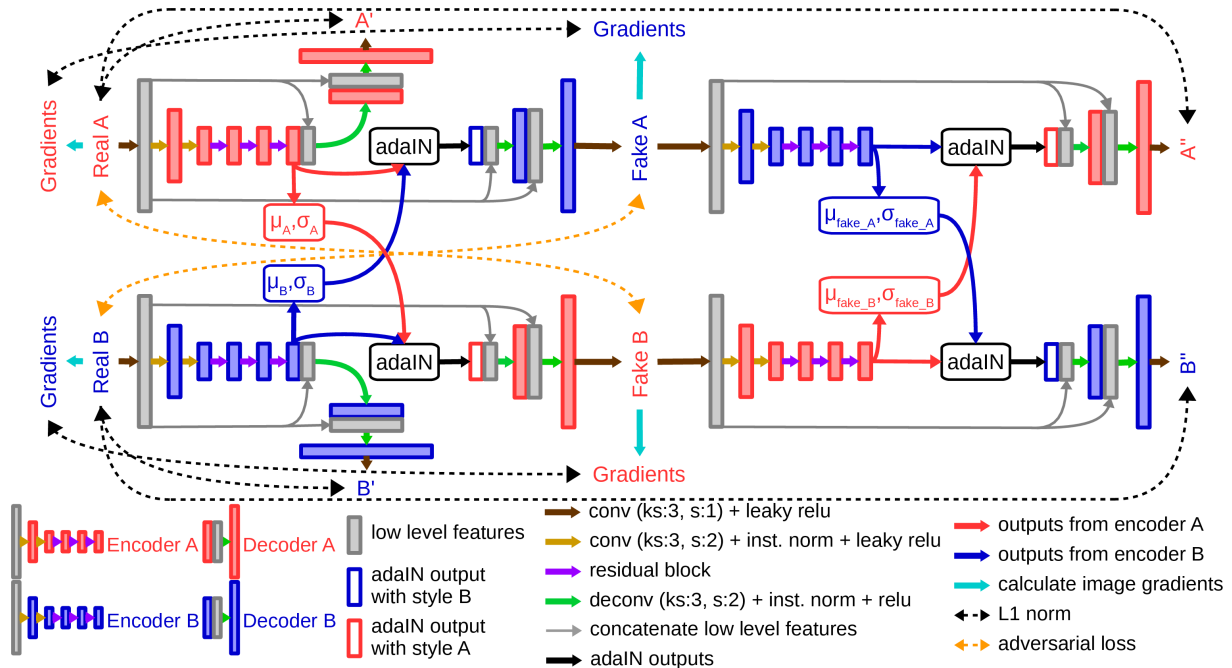 A'
Gradients
Gradients
Real A
adaIN
Fake A
adaIN
A"
μA,σA
μfake_A,σfake_A
μB,σB
μfake_B,σfake_B
Gradients
Real B
adaIN
Fake B
adaIN
B"
Gradients
B'
Encoder A
Decoder A
Encoder B
Decoder B
low level features
adaIN output
with style B
adaIN output
with style A
conv (ks:3, s:1) + leaky relu
conv (ks:3, s:2) + inst. norm + leaky relu
residual block
deconv (ks:3, s:2) + inst. norm + relu
concatenate low level features
adaIN outputs
outputs from encoder A
outputs from encoder B
calculate image gradients
L1 norm
adversarial loss